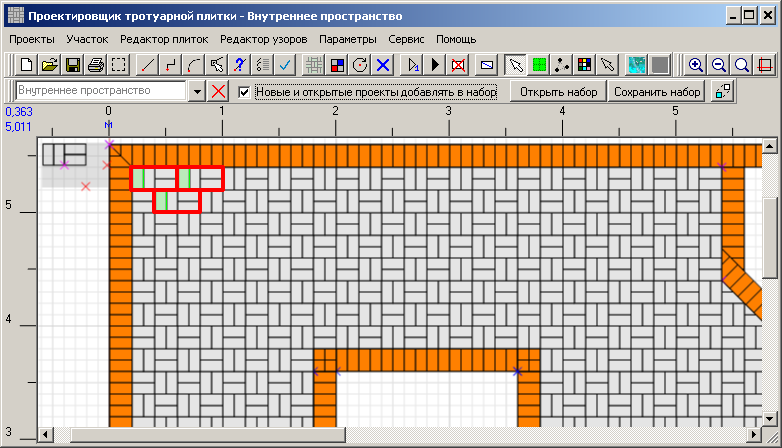 Проектировщик тротуарной плитки - Внутреннее пространство
Проекты Участок Редактор плиток Редактор узоров Параметры Сервис Помощь
Внутреннее пространство Новые и открытые проекты добавлять в набор Открыть набор Сохранить набор
0,363 0 1 2 3 4 5
5,011 М
5
4
3